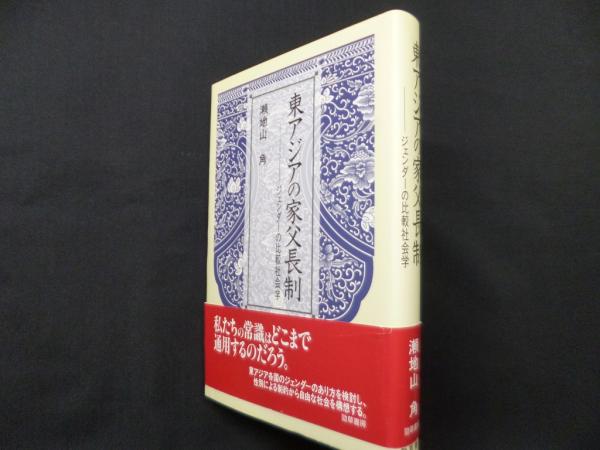 東アジアの家父長制
ジェンダーの比較社会学
瀬地山 角
私たちの常識はどこまで
通用するのだろう。
東アジア各国のジェンダーのあり方を検討し、
性別による制約から自由な社会を構想する。
勁草書房
東アジアの家父長制
ジェンダーの比較社会学
瀬地山 角
勁草書房